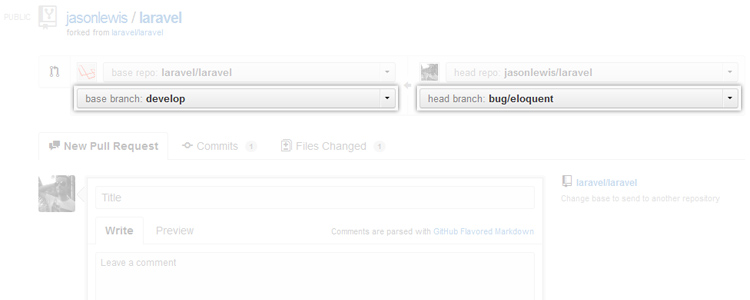 PUBLIC
jasonlewis / laravel
forked from laravel/laravel
base repo: laravel/laravel
head repo: jasonlewis/laravel
base branch: develop
head branch: bug/eloquent
New Pull Request
Commits 1
Files Changed 1
Title
laravel/laravel
Change base to send to another repository
Write
Preview
Comments are parsed with GitHub Flavored Markdown
Leave a comment